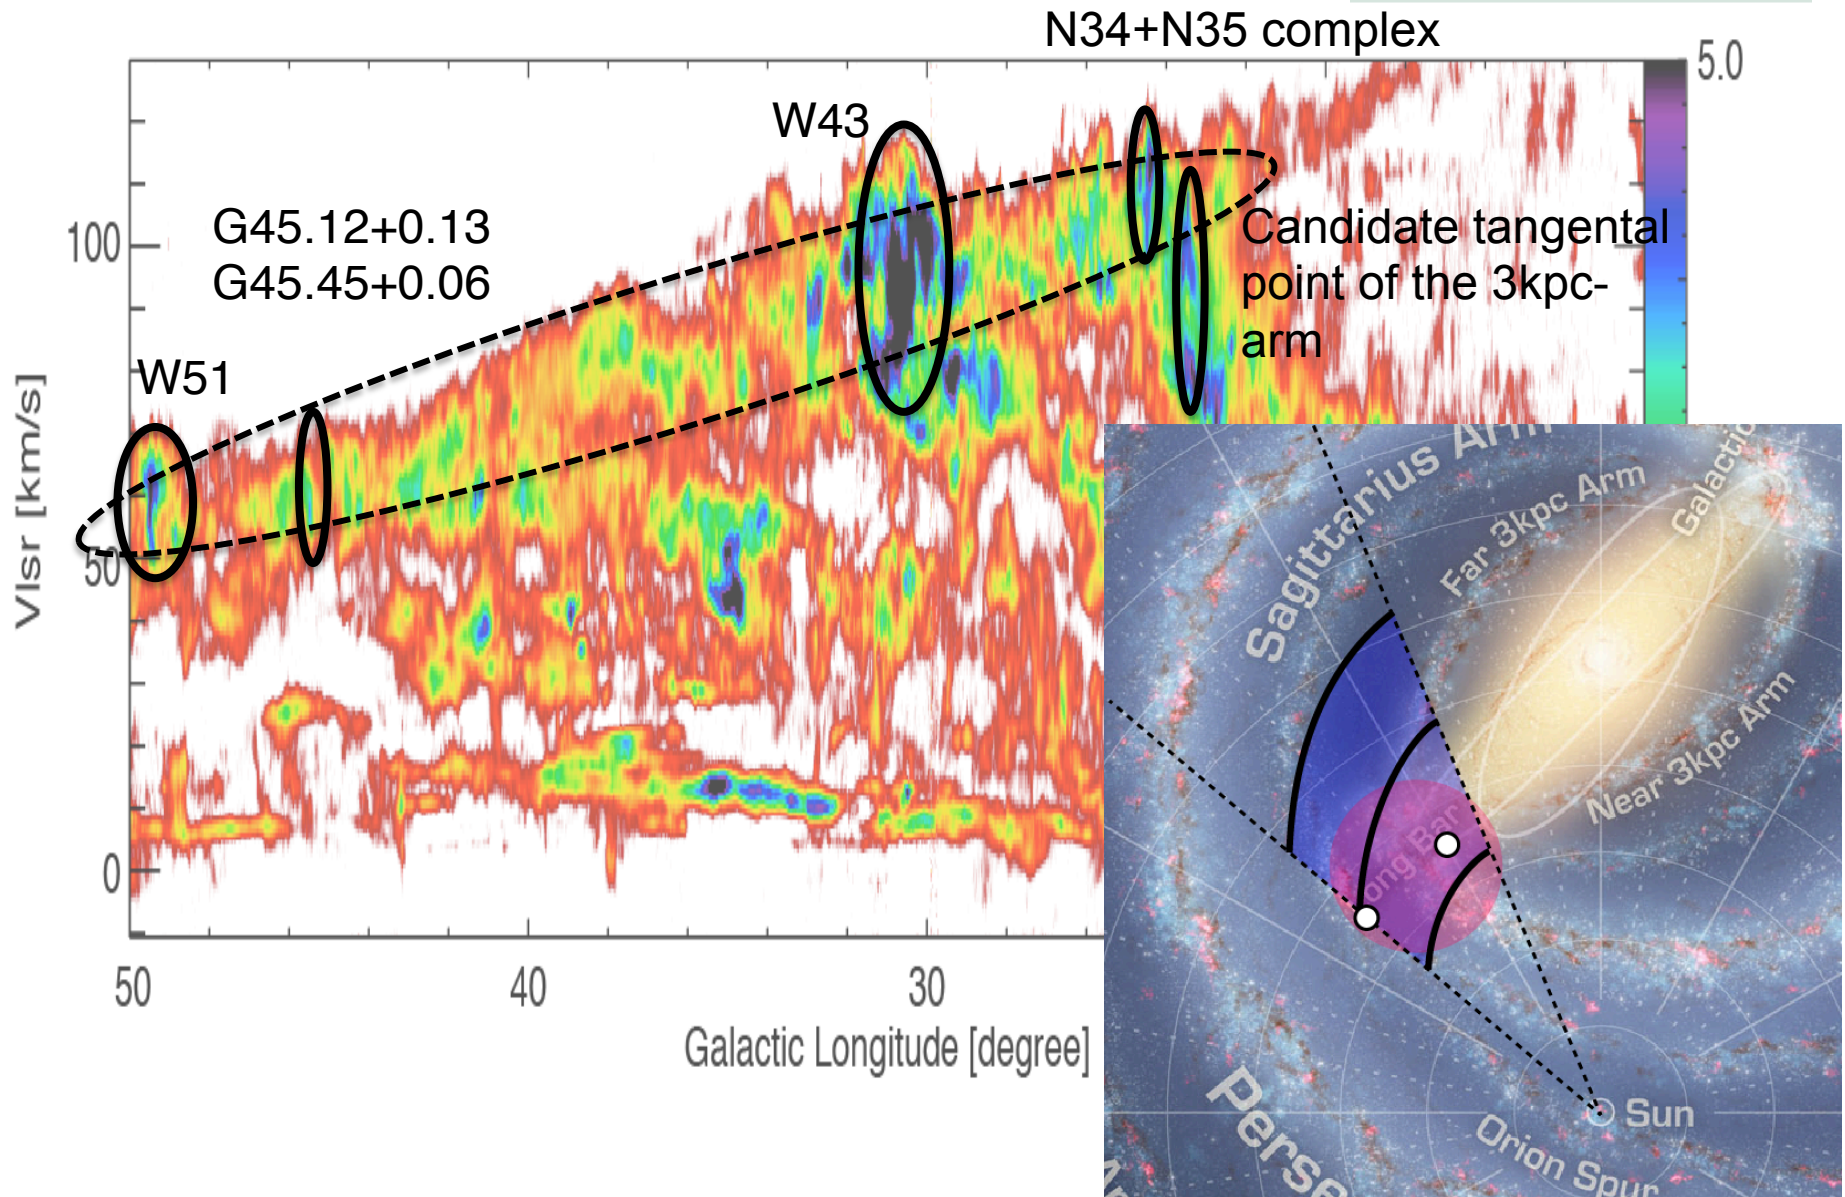 N34+N35 complex
5.0
W43
G45.12+0.13
G45.45+0.06
100
Candidate tangental
point of the 3kpc-
arm
W51
50
Vlsr [km/s]
0
50
40
30
Galactic Longitude [degree]
Sagittarius Arm
Far 3kpc Arm
Galactic
Near 3kpc Arm
Long Bar
Sun
Orion Spur
Perse